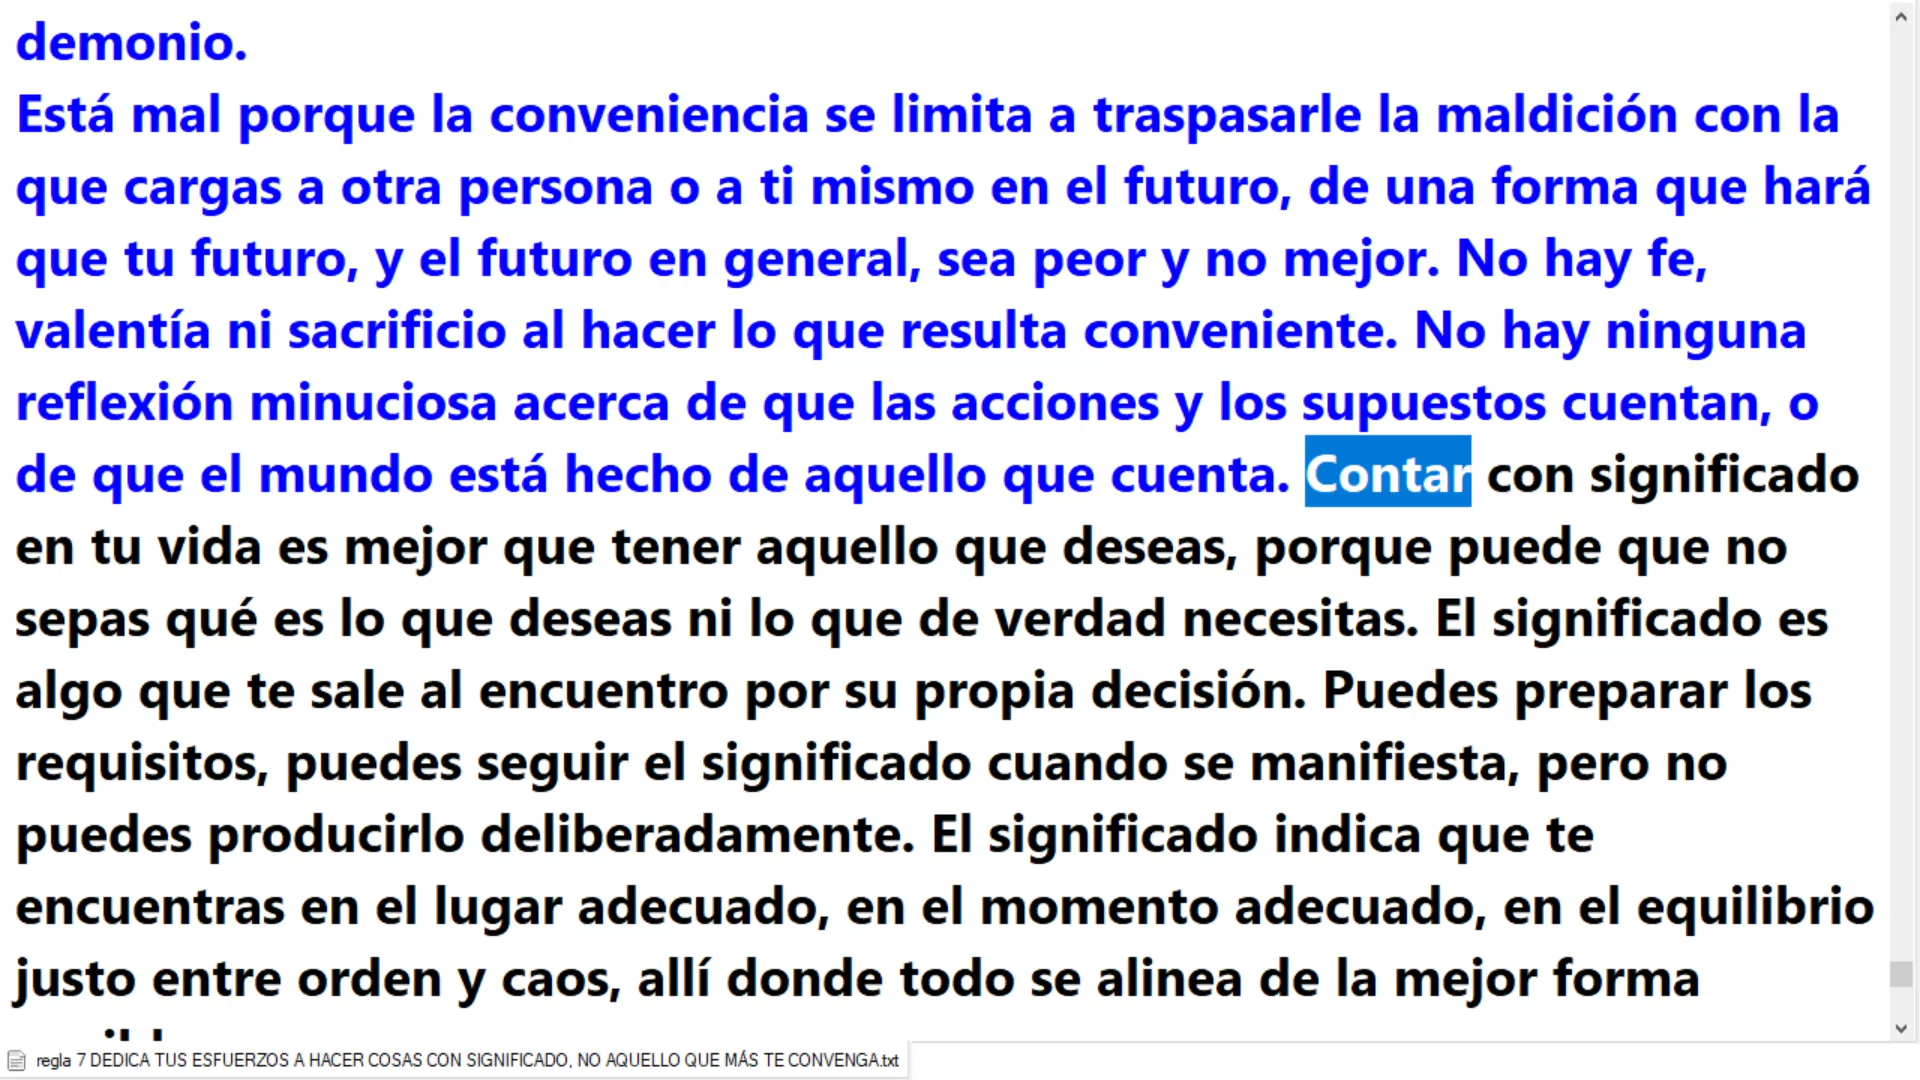 demonio.
Está mal porque la conveniencia se limita a traspasarle la maldición con la
que cargas a otra persona o a ti mismo en el futuro, de una forma que hará
que tu futuro, y el futuro en general, sea peor y no mejor. No hay fe,
valentía ni sacrificio al hacer lo que resulta conveniente. No hay ninguna
reflexión minuciosa acerca de que las acciones y los supuestos cuentan, o
de que el mundo está hecho de aquello que cuenta. Contar con significado
en tu vida es mejor que tener aquello que deseas, porque puede que no
sepas qué es lo que deseas ni lo que de verdad necesitas. El significado es
algo que te sale al encuentro por su propia decisión. Puedes preparar los
requisitos, puedes seguir el significado cuando se manifiesta, pero no
puedes producirlo deliberadamente. El significado indica que te
encuentras en el lugar adecuado, en el momento adecuado, en el equilibrio
justo entre orden y caos, allí donde todo se alinea de la mejor forma
regla 7 DEDICA TUS ESFUERZOS A HACER COSAS CON SIGNIFICADO, NO AQUELLO QUE MÁS TE CONVENGA.txt